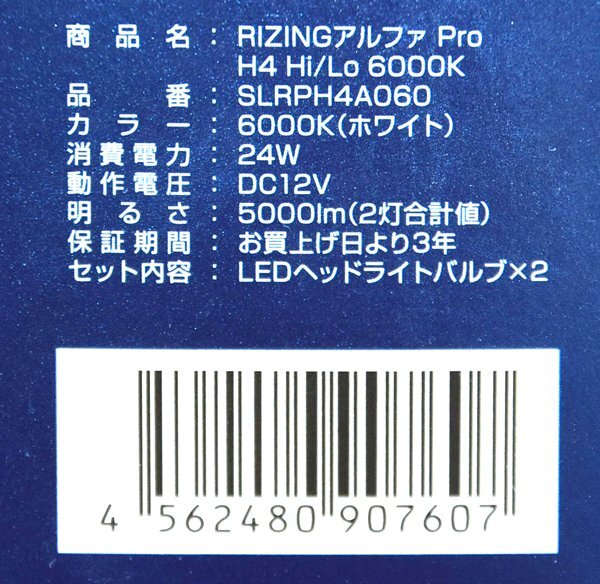 商品名：RIZINGアルファ Pro
H4 Hi/Lo 6000K
品番：SLRPH4A060
カラー：6000K(ホワイト)
消費電力：24W
動作電圧：DC12V
明るさ：5000lm(2灯合計値)
保証期間：お買上げ日より3年
セット内容：LEDヘッドライトバルブ×2
4 562480 907607